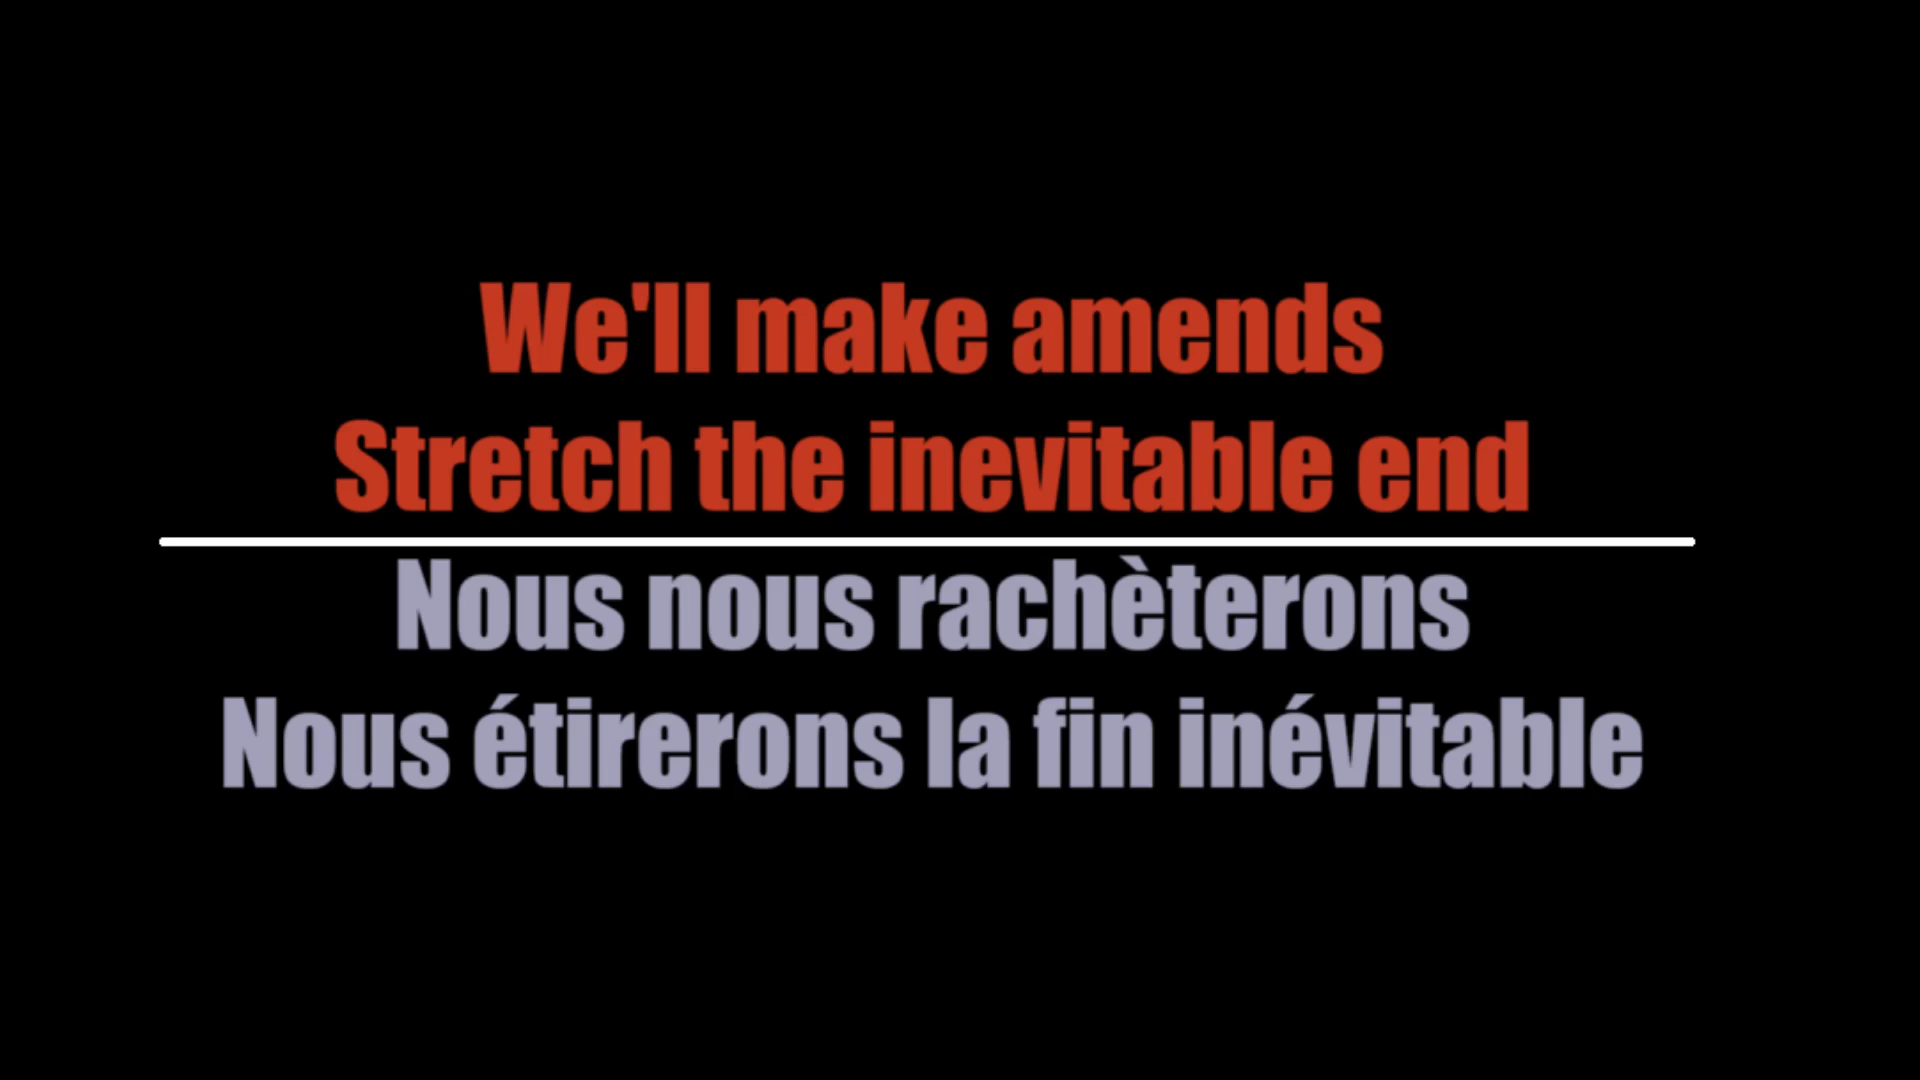 We'll make amends
Stretch the inevitable end
Nous nous rachèterons
Nous étirerons la fin inévitable